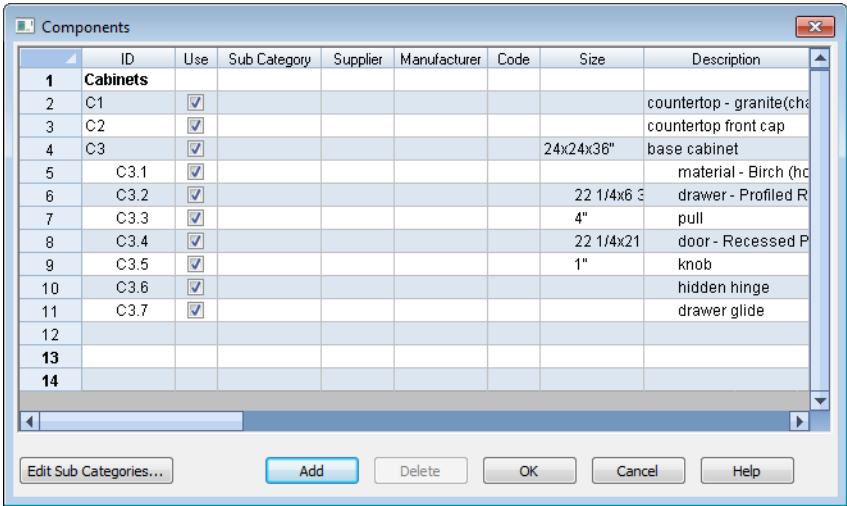 Components
ID Use Sub Category Supplier Manufacturer Code Size Description
1 Cabinets
2 C1 countertop - granite(cha
3 C2 countertop front cap
4 C3 24x24x36" base cabinet
5 C3.1 material - Birch (ho
6 C3.2 22 1/4x6 3 drawer - Profiled R
7 C3.3 4" pull
8 C3.4 22 1/4x21 door - Recessed P
9 C3.5 1" knob
10 C3.6 hidden hinge
11 C3.7 drawer glide
12
13
14
Edit Sub Categories... Add Delete OK Cancel Help